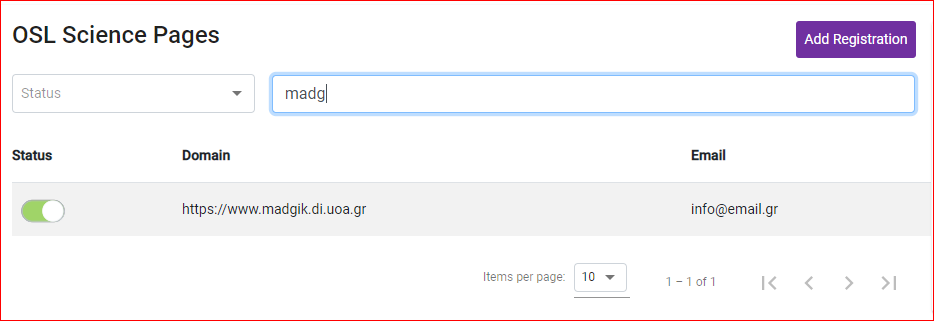 OSL Science Pages
Add Registration
Status
madg
Status Domain Email
https://www.madgik.di.uoa.gr info@email.gr
Items per page: 10 1 – 1 of 1